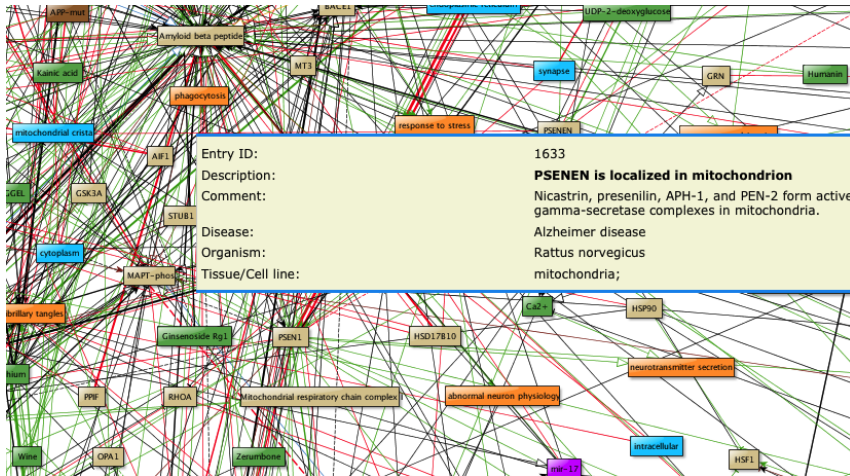 APP-mut
BACE1
UDP-2-deoxyglucose
Amyloid beta peptide
MT3
Kainic acid
synapse
GRN
Humanin
phagocytosis
mitochondrial crista
response to stress
PSENEN
AIF1
GGEL
GSK3A
STUB1
cytoplasm
MAPT-phos
Entry ID: 1633
Description: PSENEN is localized in mitochondrion
Comment: Nicastrin, presenilin, APH-1, and PEN-2 form active
gamma-secretase complexes in mitochondria.
Disease: Alzheimer disease
Organism: Rattus norvegicus
Tissue/Cell line: mitochondria;
ibrillary tangles
Ca2+
HSP90
Ginsenoside Rg1
PSEN1
HSD17B10
neurotransmitter secretion
hium
PPIF
RHOA
Mitochondrial respiratory chain complex I
abnormal neuron physiology
Wine
OPA1
Zerumbone
mir-17
intracellular
HSF1